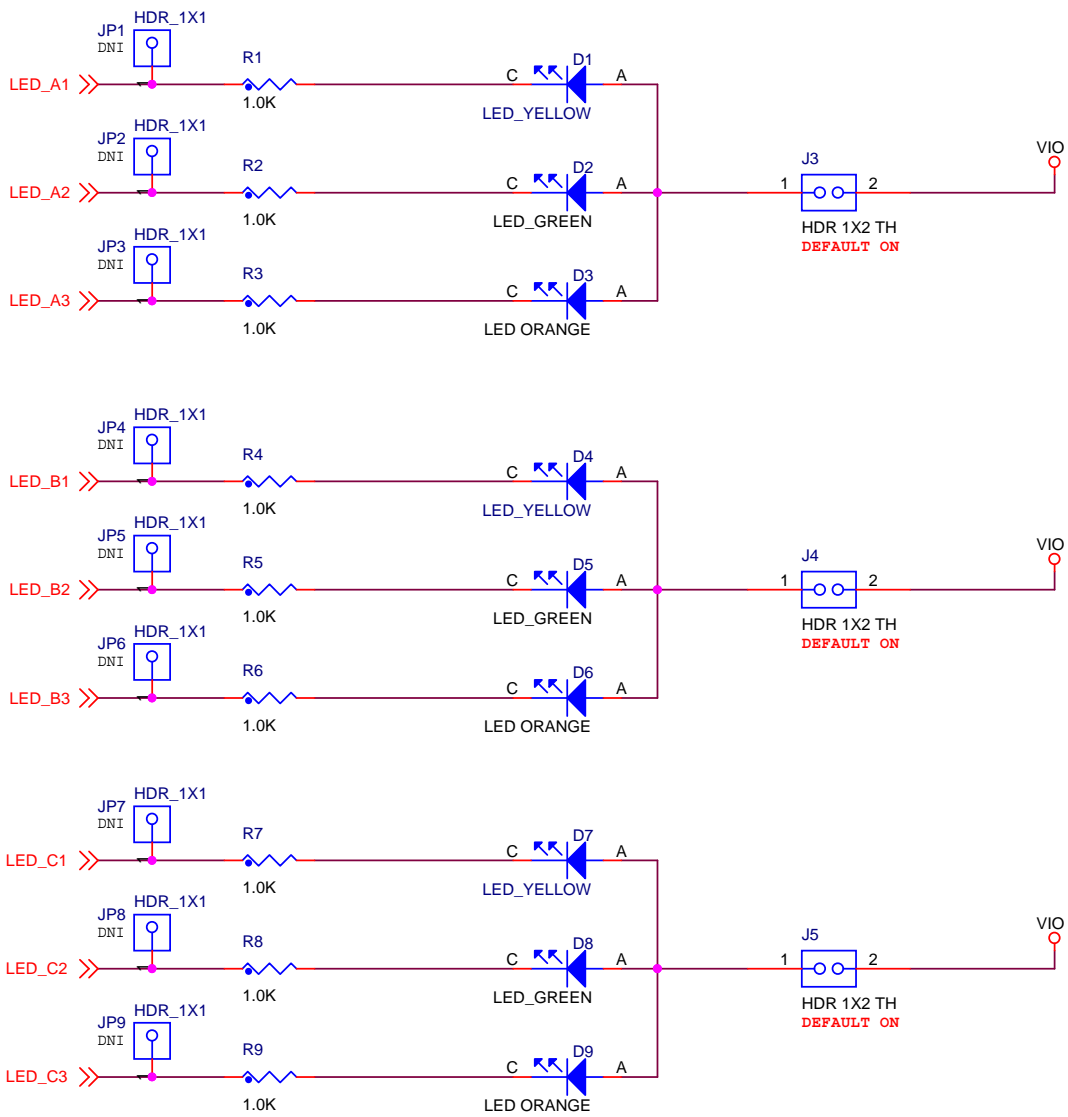 HDR_1X1
JP1
DNI
R1
D1
LED_A1
C
A
1.0K
LED_YELLOW
HDR_1X1
JP2
DNI
R2
D2
J3
VIO
LED_A2
C
A
1
2
1.0K
LED_GREEN
HDR 1X2 TH
DEFAULT ON
HDR_1X1
JP3
DNI
R3
D3
LED_A3
C
A
1.0K
LED ORANGE
HDR_1X1
JP4
DNI
R4
D4
LED_B1
C
A
1.0K
LED_YELLOW
HDR_1X1
JP5
DNI
R5
D5
J4
VIO
LED_B2
C
A
1
2
1.0K
LED_GREEN
HDR 1X2 TH
DEFAULT ON
HDR_1X1
JP6
DNI
R6
D6
LED_B3
C
A
1.0K
LED ORANGE
HDR_1X1
JP7
DNI
R7
D7
LED_C1
C
A
1.0K
LED_YELLOW
HDR_1X1
JP8
DNI
R8
D8
J5
VIO
LED_C2
C
A
1
2
1.0K
LED_GREEN
HDR 1X2 TH
DEFAULT ON
HDR_1X1
JP9
DNI
R9
D9
LED_C3
C
A
1.0K
LED ORANGE